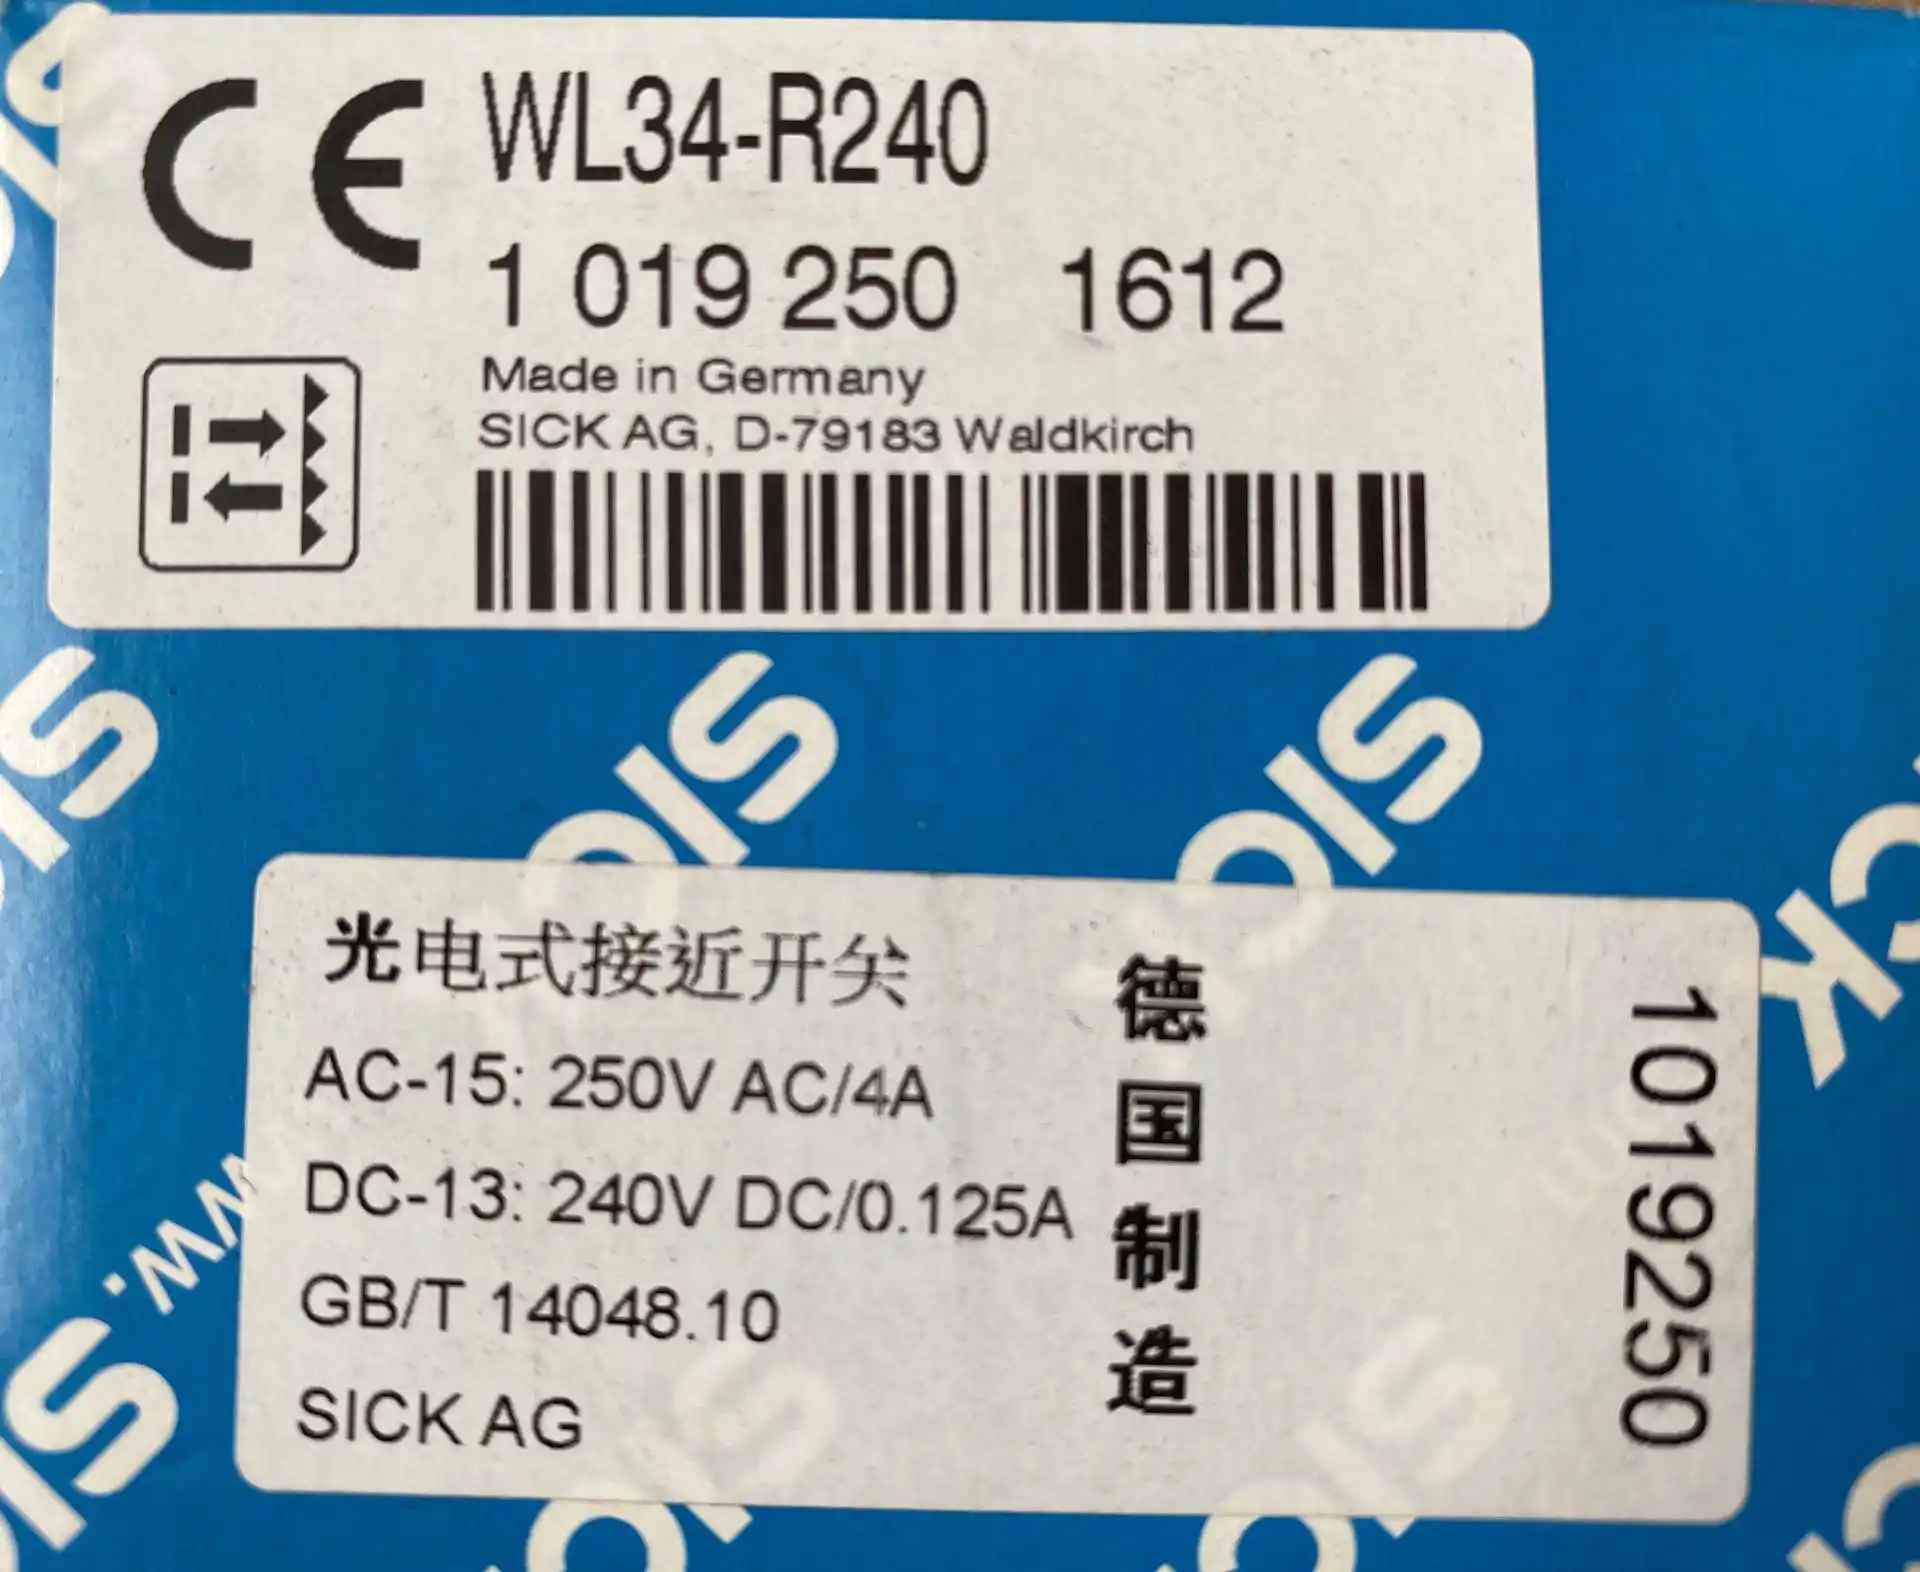 CE
WL34-R240
1 019 250 1612
Made in Germany
SICK AG, D-79183 Waldkirch
SICK
SICK
光电式接近开关
AC-15: 250V AC/4A
DC-13: 240V DC/0.125A
GB/T 14048.10
SICK AG
德国制造
1019250